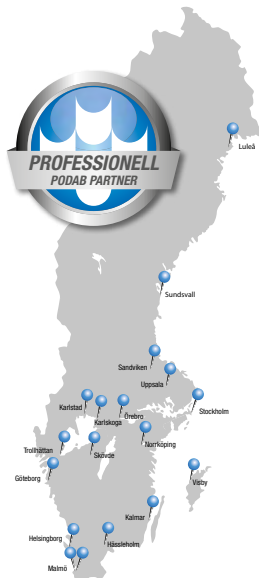 PROFESSIONELL
PODAB PARTNER
Luleå
Sundsvall
Sandviken
Uppsala
Stockholm
Karlstad
Karlskoga
Örebro
Norrköping
Trollhättan
Skövde
Göteborg
Visby
Kalmar
Helsingborg
Hässleholm
Malmö